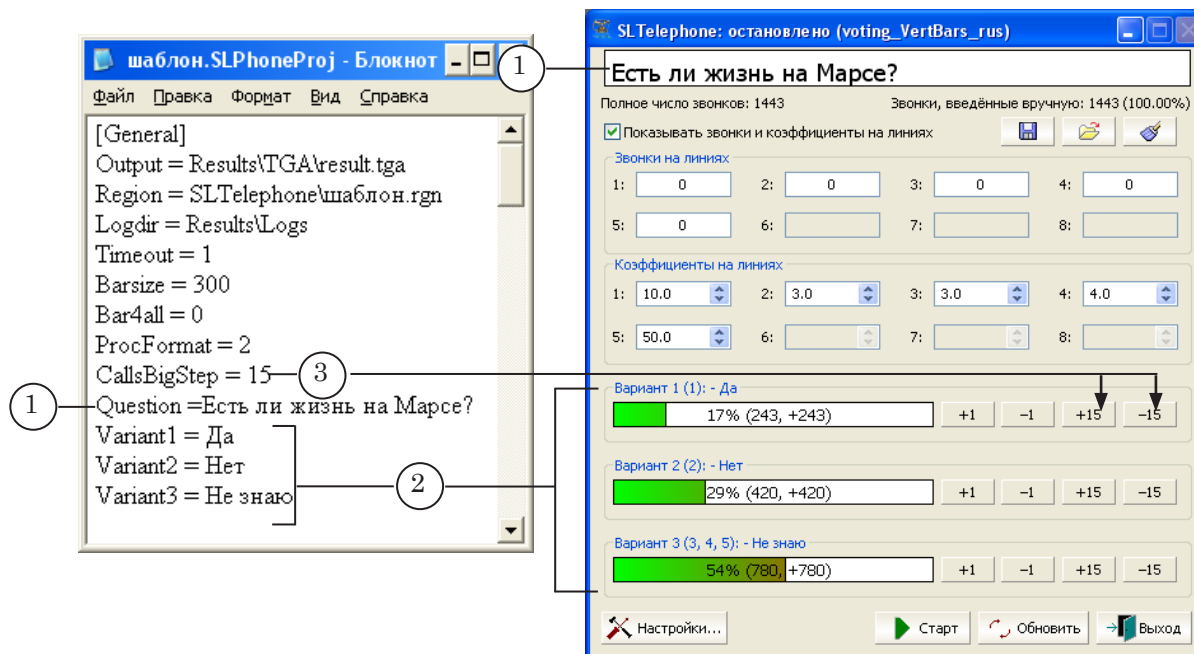 шаблон.SLPhoneProj - Блокнот
Файл Правка Формат Вид Справка
[General]
Output = Results\TGA\result.tga
Region = SLTelephone\шаблон.rgn
Logdir = Results\Logs
Timeout = 1
Barsize = 300
Bar4all = 0
ProcFormat = 2
CallsBigStep = 15
3
1
Question =Есть ли жизнь на Марсе?
Variant1 = Да
Variant2 = Нет
Variant3 = Не знаю
2
SLTelephone: остановлено (voting_VertBars_rus)
1
Есть ли жизнь на Марсе?
Полное число звонков: 1443 Звонки, введённые вручную: 1443 (100.00%)
Показывать звонки и коэффициенты на линиях
Звонки на линиях
1: 0 2: 0 3: 0 4: 0
5: 0 6: 7: 8:
Коэффициенты на линиях
1: 10.0 2: 3.0 3: 3.0 4: 4.0
5: 50.0 6: 7: 8:
Вариант 1 (1): - Да
17% (243, +243) +1 −1 +15 −15
Вариант 2 (2): - Нет
29% (420, +420) +1 −1 +15 −15
Вариант 3 (3, 4, 5): - Не знаю
54% (780, +780) +1 −1 +15 −15
Настройки... Старт Обновить Выход